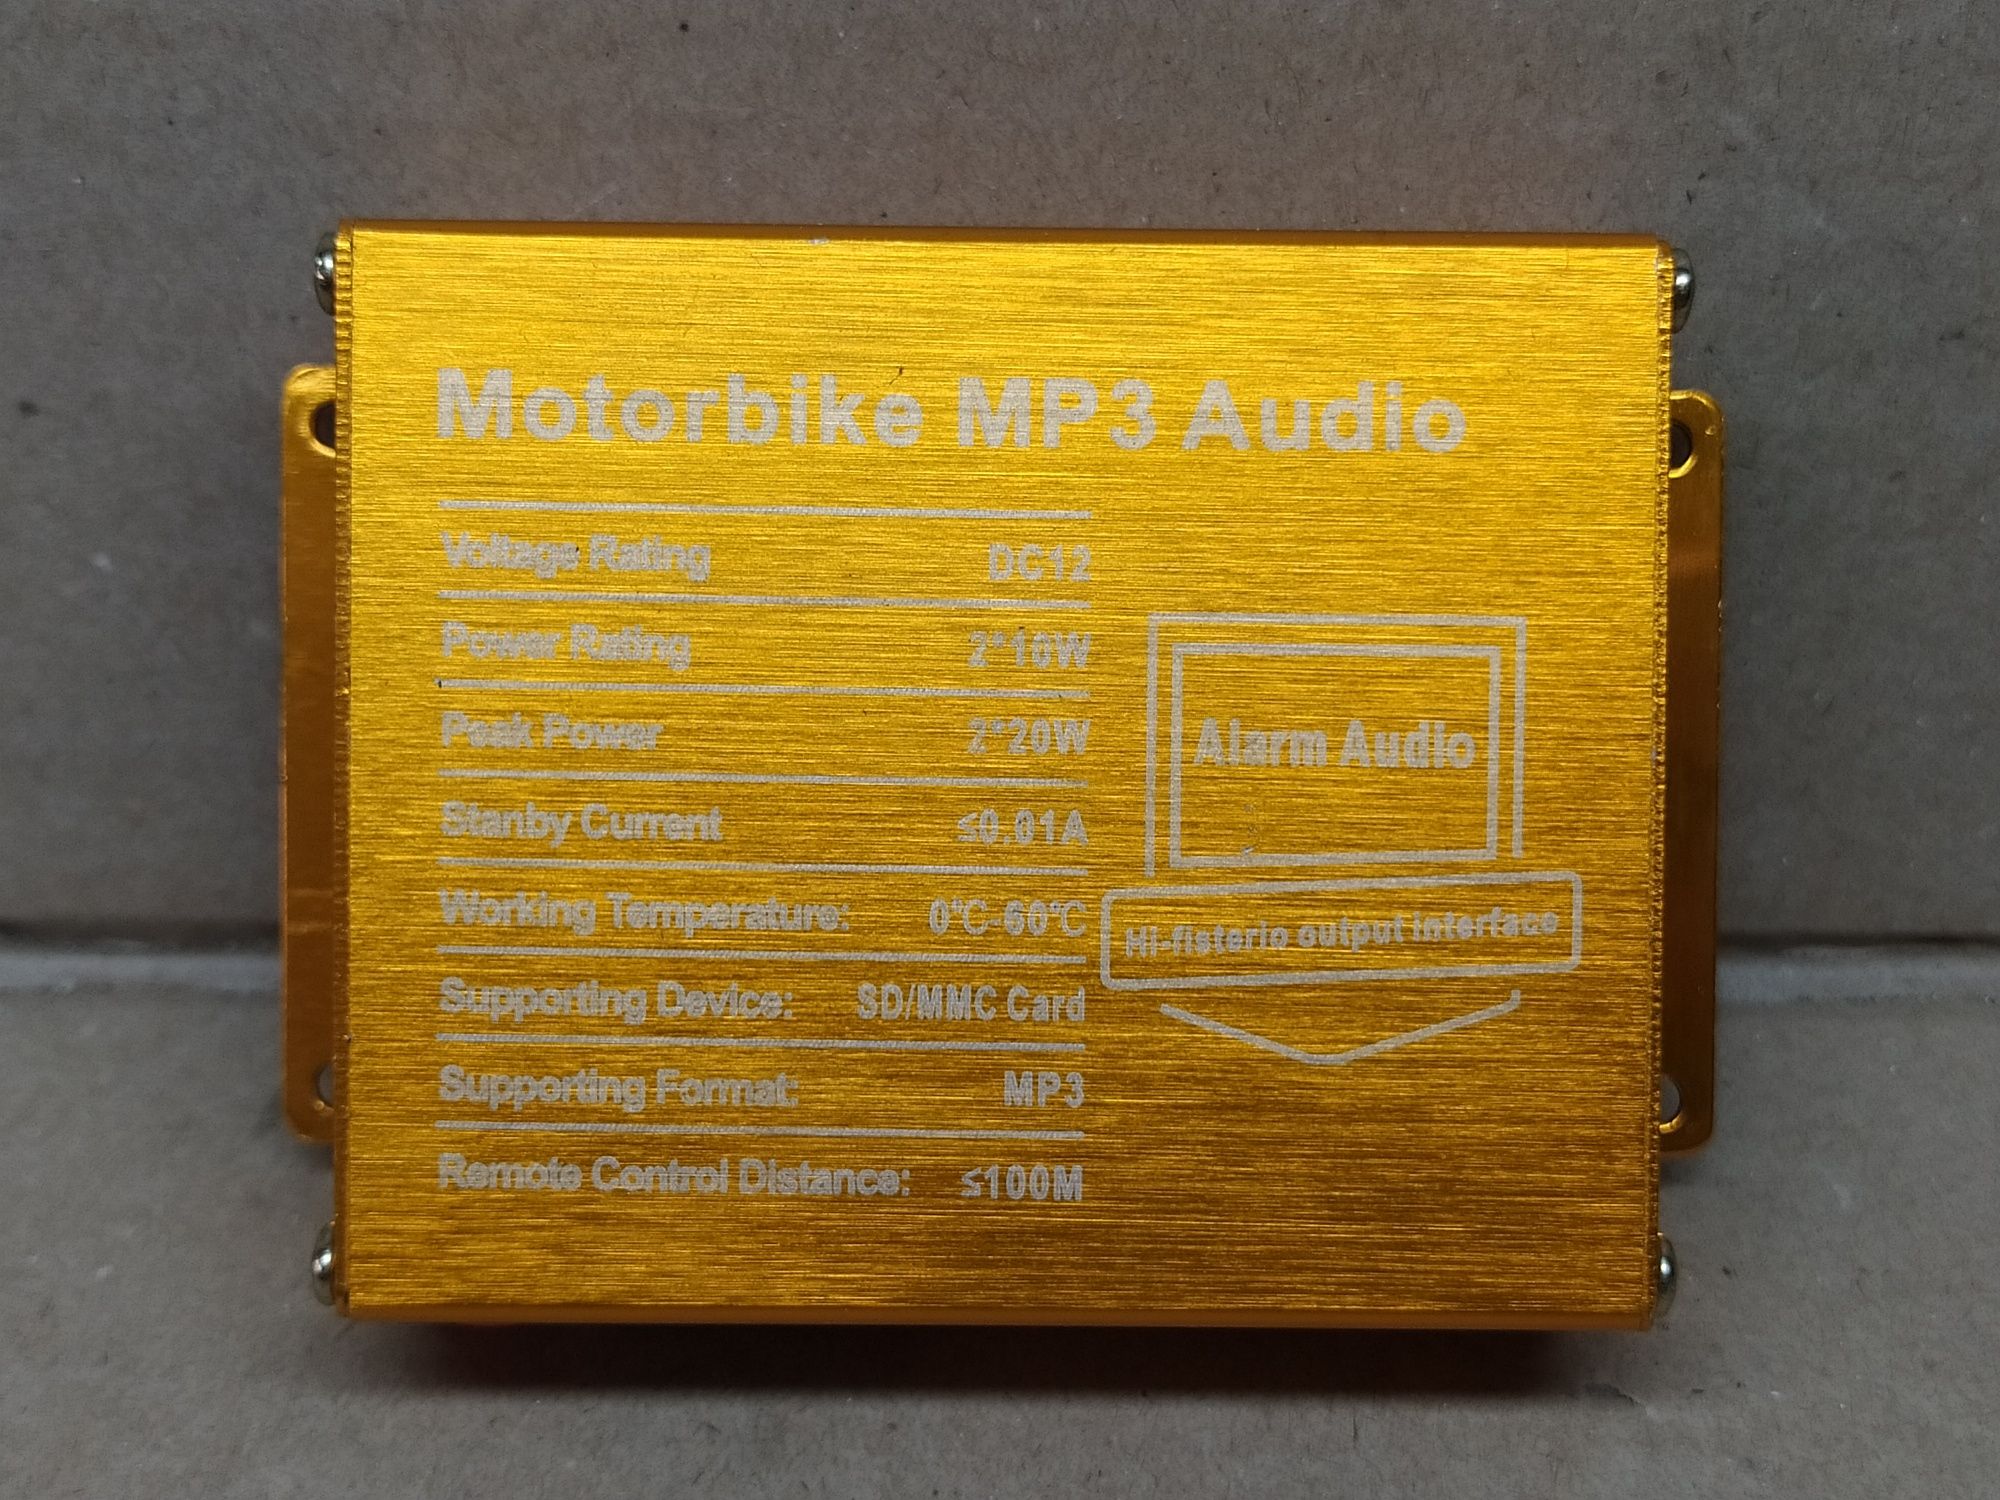 Motorbike MP3 Audio
Voltage Rating DC12
Power Rating 2*10W
Peak Power 2*20W
Stanby Current ≤0.01A
Working Temperature: 0℃-60℃
Supporting Device: SD/MMC Card
Supporting Format: MP3
Remote Control Distance: ≤100M
Alarm Audio
Hi-fisterio output interface